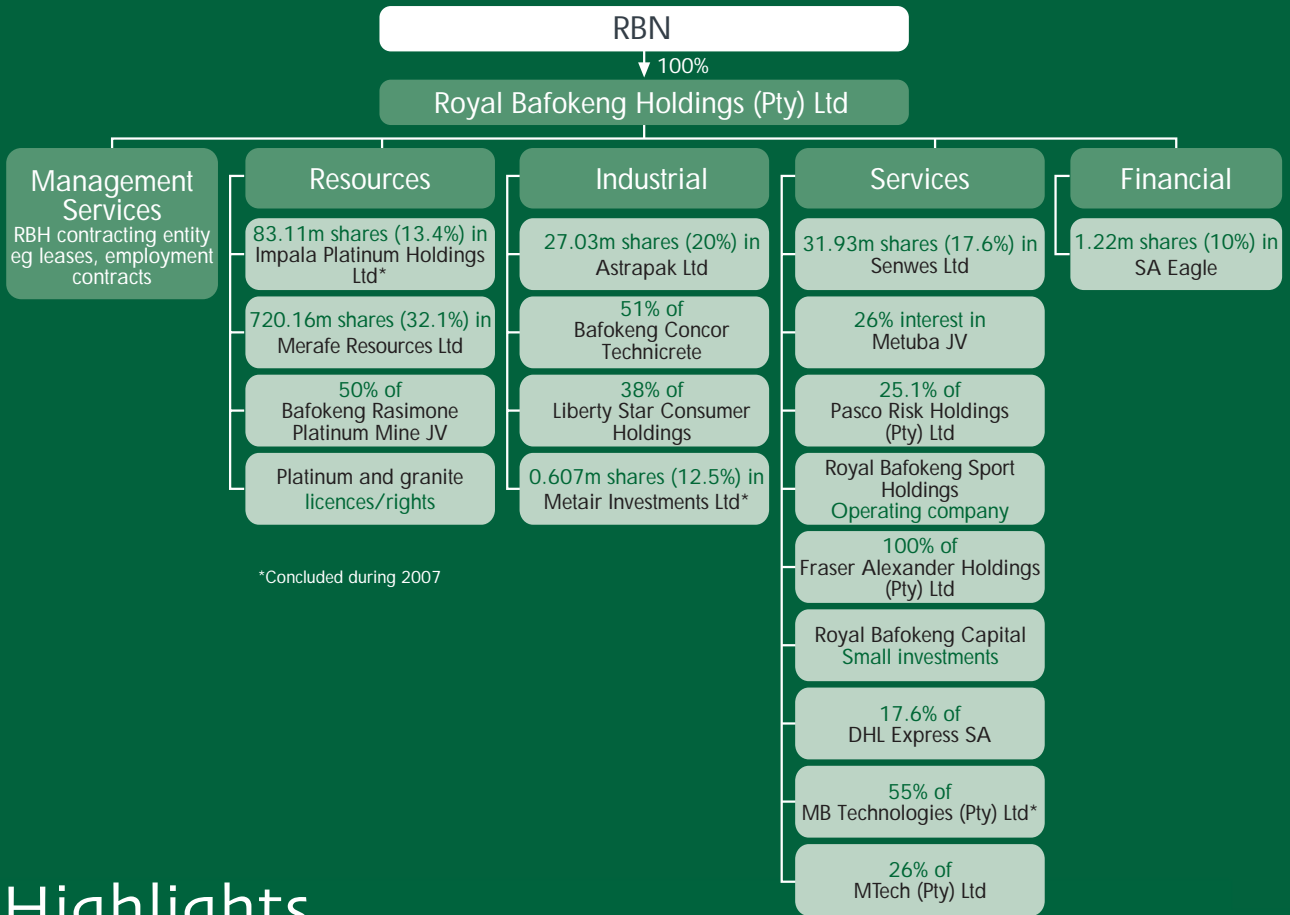 RBN
100%
Royal Bafokeng Holdings (Pty) Ltd
Management
Services
RBH contracting entity
eg leases, employment
contracts
Resources
83.11m shares (13.4%) in
Impala Platinum Holdings
Ltd*
720.16m shares (32.1%) in
Merafe Resources Ltd
50% of
Bafokeng Rasimone
Platinum Mine JV
Platinum and granite
licences/rights
*Concluded during 2007
Industrial
27.03m shares (20%) in
Astrapak Ltd
51% of
Bafokeng Concor
Technicrete
38% of
Liberty Star Consumer
Holdings
0.607m shares (12.5%) in
Metair Investments Ltd*
Services
31.93m shares (17.6%) in
Senwes Ltd
26% interest in
Metuba JV
25.1% of
Pasco Risk Holdings
(Pty) Ltd
Royal Bafokeng Sport
Holdings
Operating company
100% of
Fraser Alexander Holdings
(Pty) Ltd
Royal Bafokeng Capital
Small investments
17.6% of
DHL Express SA
55% of
MB Technologies (Pty) Ltd*
26% of
MTech (Pty) Ltd
Financial
1.22m shares (10%) in
SA Eagle
Highlights